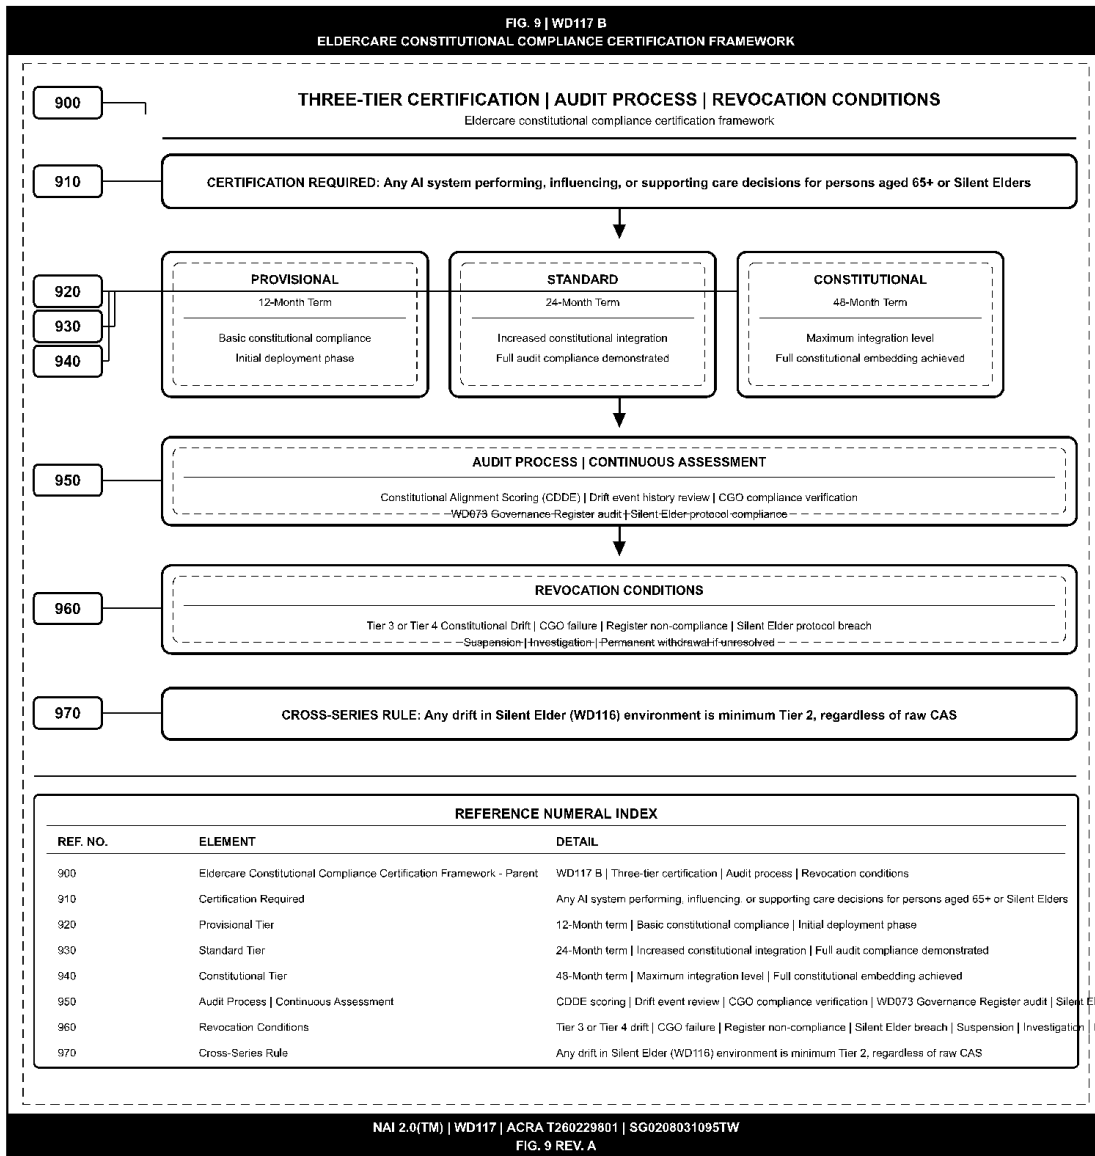 FIG. 9 | WD117 B
ELDERCARE CONSTITUTIONAL COMPLIANCE CERTIFICATION FRAMEWORK
900
THREE-TIER CERTIFICATION | AUDIT PROCESS | REVOCATION CONDITIONS
Eldercare constitutional compliance certification framework
910
CERTIFICATION REQUIRED: Any AI system performing, influencing, or supporting care decisions for persons aged 65+ or Silent Elders
920
930
940
PROVISIONAL
12-Month Term
Basic constitutional compliance
Initial deployment phase
STANDARD
24-Month Term
Increased constitutional integration
Full audit compliance demonstrated
CONSTITUTIONAL
48-Month Term
Maximum integration level
Full constitutional embedding achieved
950
AUDIT PROCESS | CONTINUOUS ASSESSMENT
Constitutional Alignment Scoring (CDDE) | Drift event history review | CGO compliance verification
WD073 Governance Register audit | Silent Elder protocol compliance
960
REVOCATION CONDITIONS
Tier 3 or Tier 4 Constitutional Drift | CGO failure | Register non-compliance | Silent Elder protocol breach
Suspension | Investigation | Permanent withdrawal if unresolved
970
CROSS-SERIES RULE: Any drift in Silent Elder (WD116) environment is minimum Tier 2, regardless of raw CAS
REFERENCE NUMERAL INDEX
REF. NO. ELEMENT DETAIL
900 Eldercare Constitutional Compliance Certification Framework - Parent WD117 B | Three-tier certification | Audit process | Revocation conditions
910 Certification Required Any AI system performing, influencing, or supporting care decisions for persons aged 65+ or Silent Elders
920 Provisional Tier 12-Month term | Basic constitutional compliance | Initial deployment phase
930 Standard Tier 24-Month term | Increased constitutional integration | Full audit compliance demonstrated
940 Constitutional Tier 48-Month term | Maximum integration level | Full constitutional embedding achieved
950 Audit Process | Continuous Assessment CDDE scoring | Drift event review | CGO compliance verification | WD073 Governance Register audit | Silent
960 Revocation Conditions Tier 3 or Tier 4 drift | CGO failure | Register non-compliance | Silent Elder breach | Suspension | Investigation |
970 Cross-Series Rule Any drift in Silent Elder (WD116) environment is minimum Tier 2, regardless of raw CAS
NAI 2.0(TM) | WD117 | ACRA T260229801 | SG0208031095TW
FIG. 9 REV. A